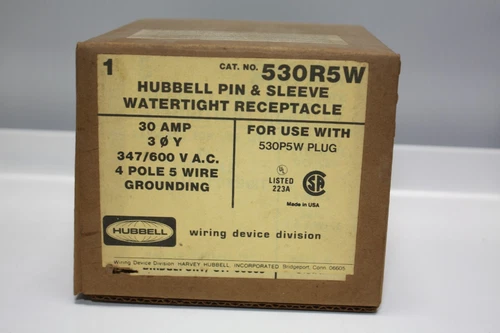 1 CAT. NO. 530R5W
HUBBELL PIN & SLEEVE
WATERTIGHT RECEPTACLE
30 AMP
3 Ø Y
347/600 V A.C.
4 POLE 5 WIRE
GROUNDING
FOR USE WITH
530P5W PLUG
UL
LISTED
223A
SA
Made in USA
HUBBELL
wiring device division
Wiring Device Division HARVEY HUBBELL INCORPORATED Bridgeport, Conn. 06605